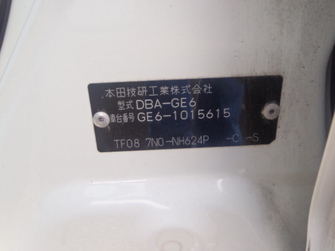 本田技研工業株式会社
型式 DBA-GE6
車台番号 GE6-1015615
TF08 7N0-NH624P -C -S